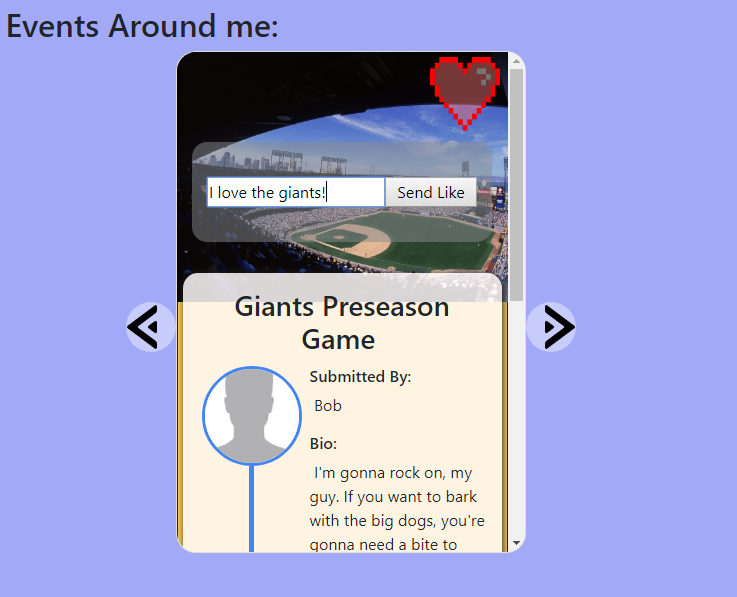 Events Around me:
I love the giants!
Send Like
Giants Preseason
Game
Submitted By:
Bob
Bio:
I'm gonna rock on, my
guy. If you want to bark
with the big dogs, you're
gonna need a bite to